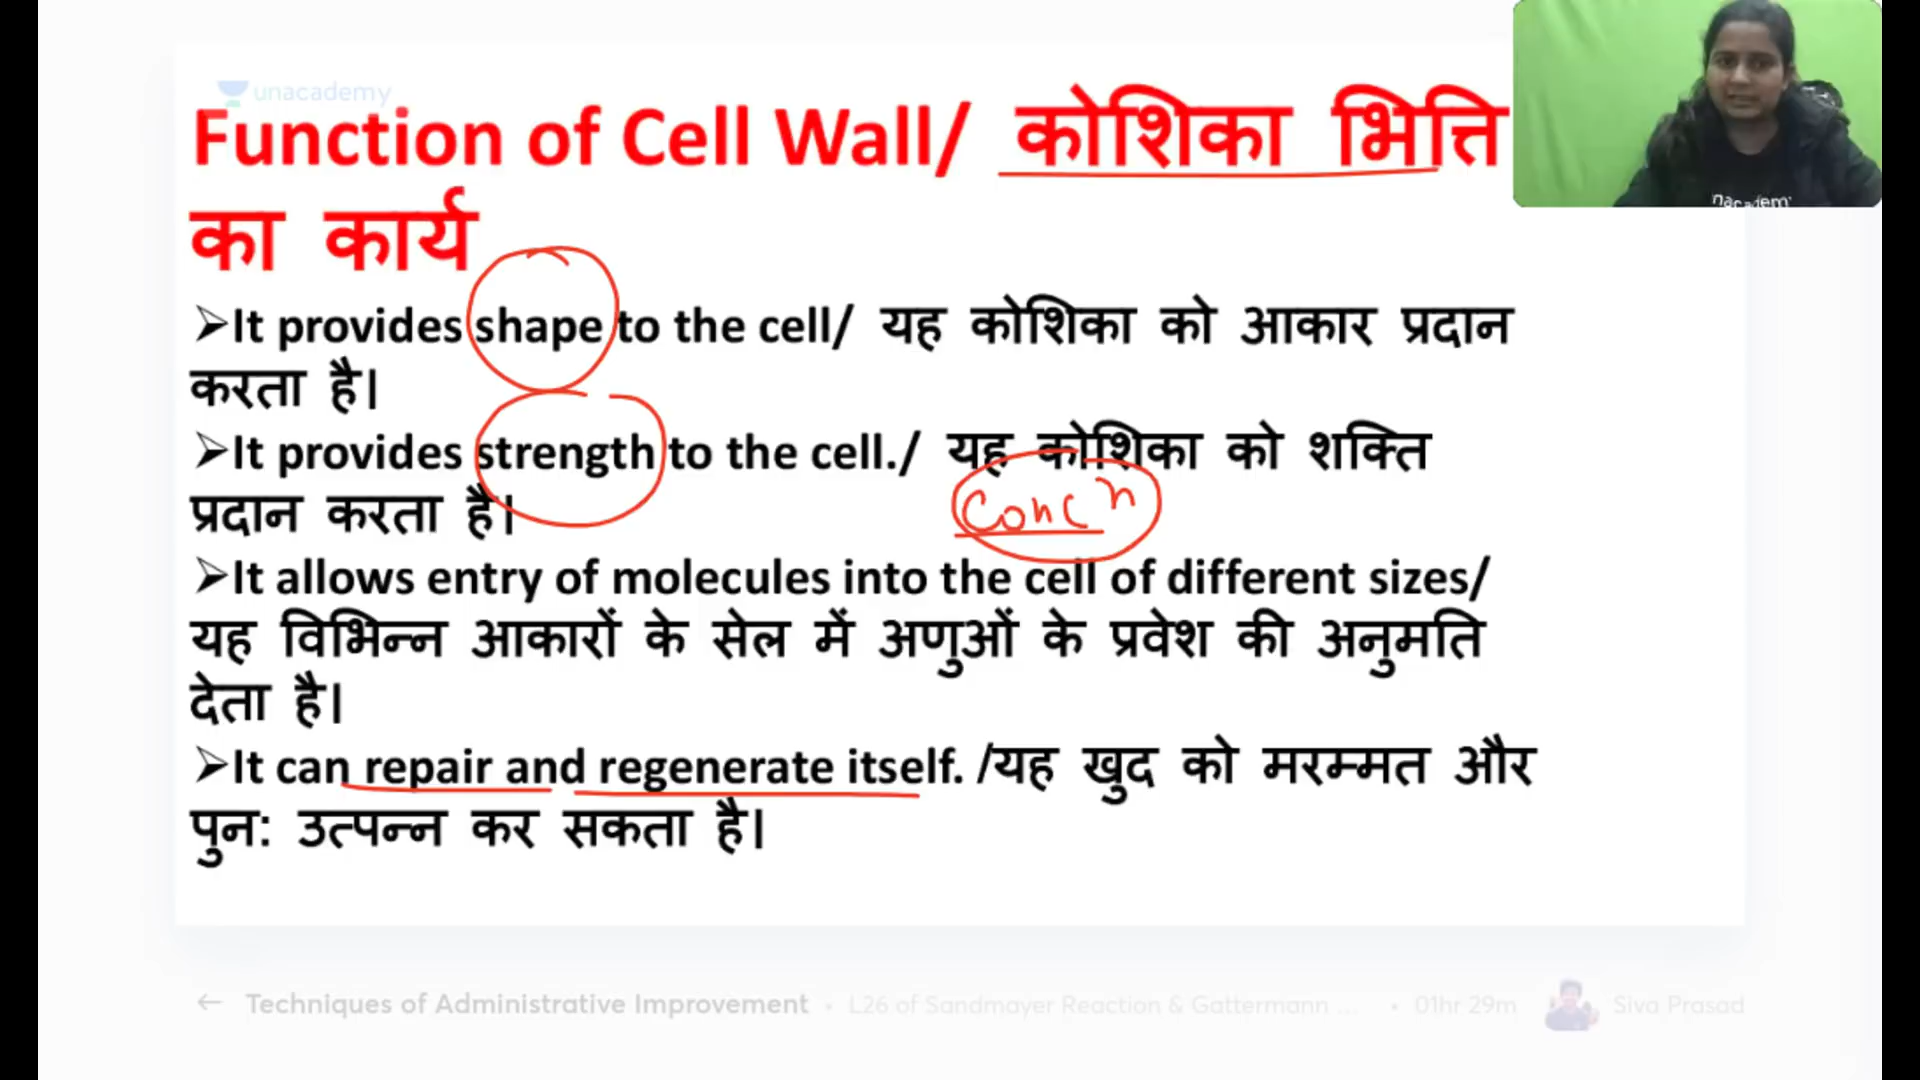 unacademy
Function of Cell Wall/ कोशिका भित्ति
का कार्य
➢It provides shape to the cell/ यह कोशिका को आकार प्रदान
करता है।
➢It provides strength to the cell./ यह कोशिका को शक्ति
प्रदान करता है।
Concⁿ
➢It allows entry of molecules into the cell of different sizes/
यह विभिन्न आकारों के सेल में अणुओं के प्रवेश की अनुमति
देता है।
➢It can repair and regenerate itself. /यह खुद को मरम्मत और
पुन: उत्पन्न कर सकता है।
← Techniques of Administrative Improvement • L26 of Sandmayer Reaction & Gattermann ... • 01hr 29m Siva Prasad